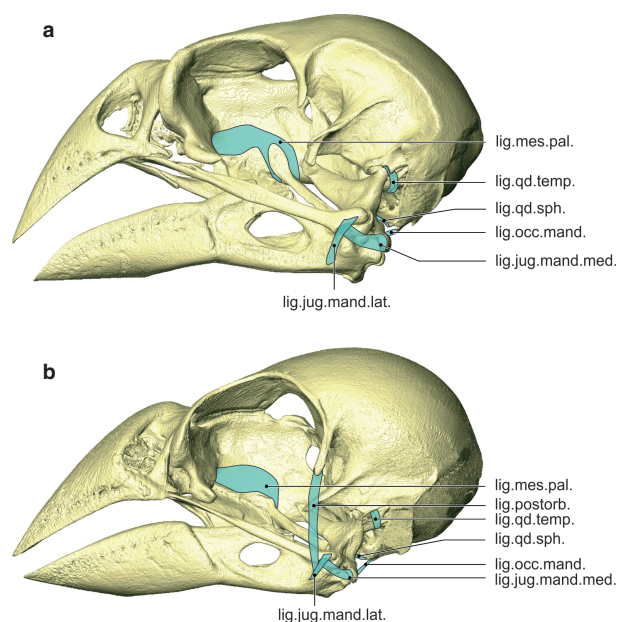 a
lig.mes.pal.
lig.qd.temp.
lig.qd.sph.
lig.occ.mand.
lig.jug.mand.med.
lig.jug.mand.lat.
b
lig.mes.pal.
lig.postorb.
lig.qd.temp.
lig.qd.sph.
lig.occ.mand.
lig.jug.mand.med.
lig.jug.mand.lat.